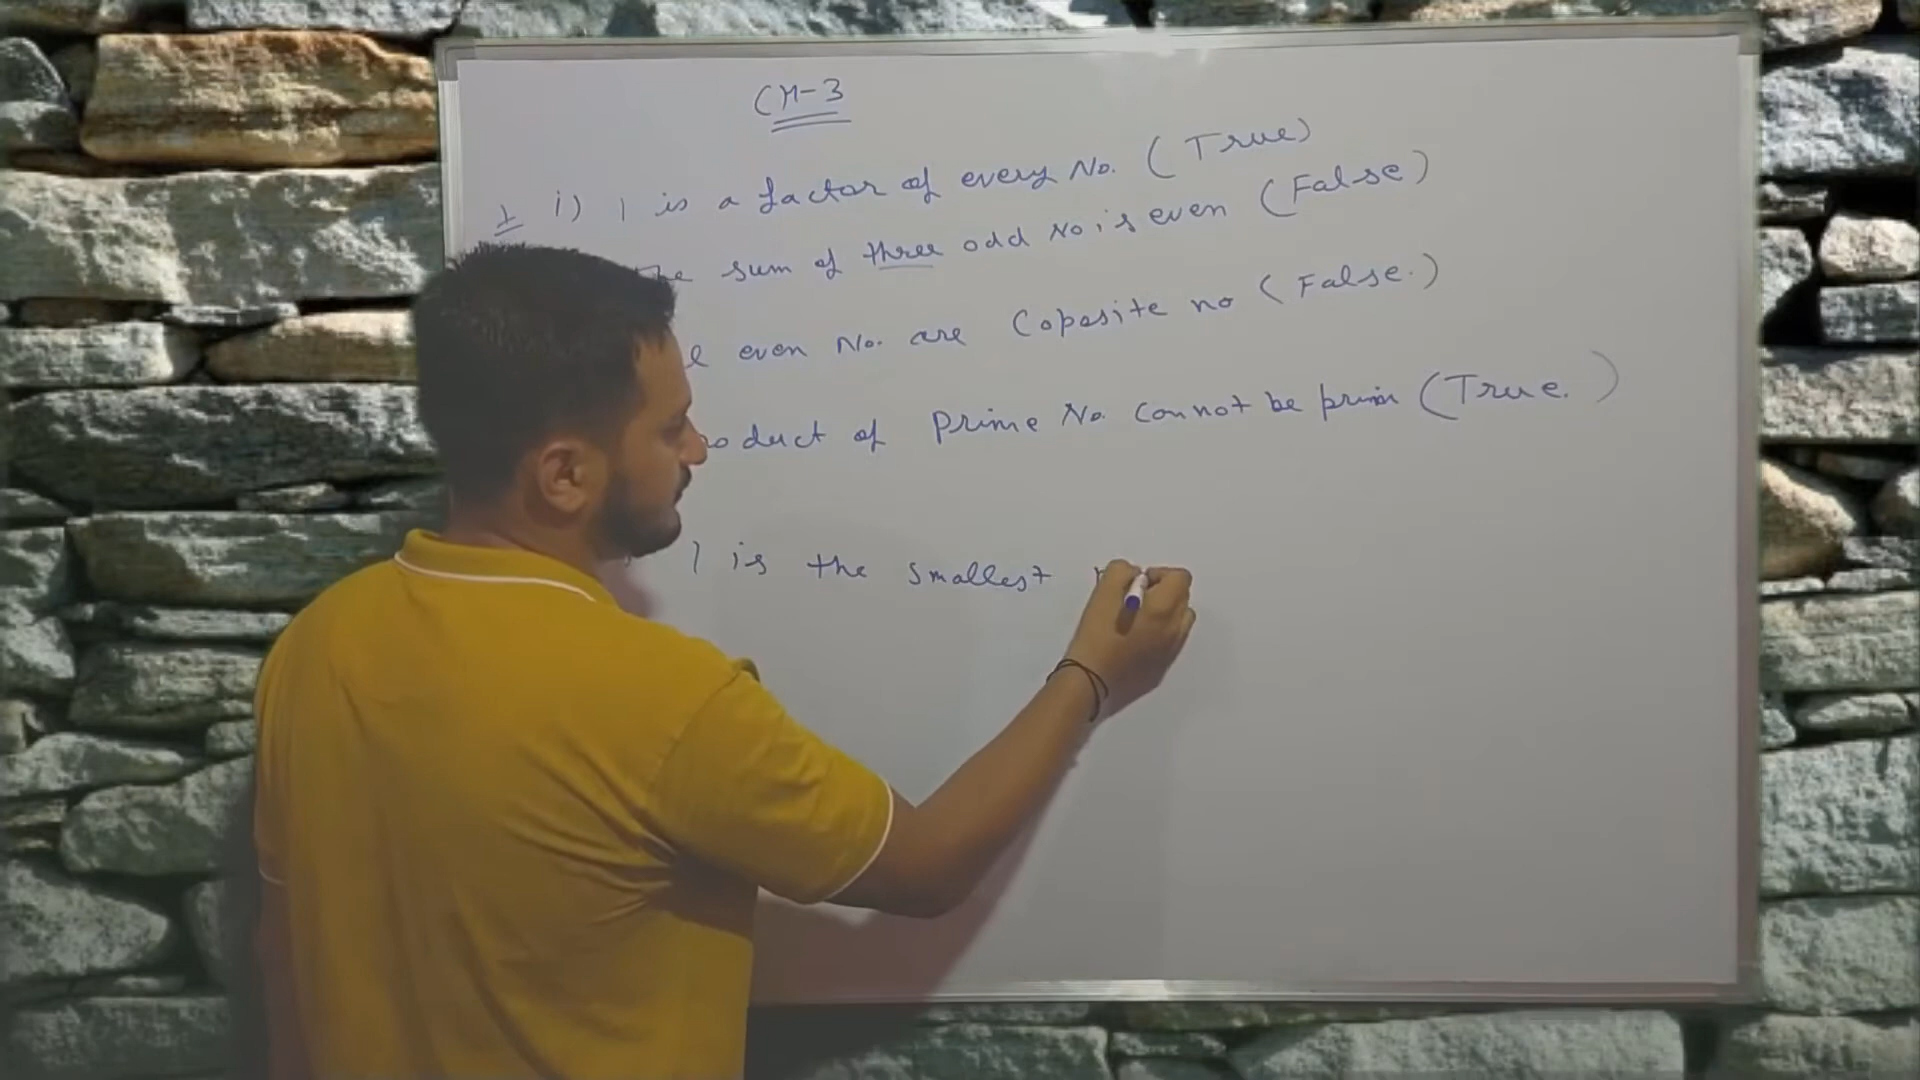 CH-3
1 i) 1 is a factor of every No. (True)
The sum of three odd No is even (False)
even No. are Coposite no (False.)
oduct of Prime No. Connot be prim (True.)
1 is the smallest